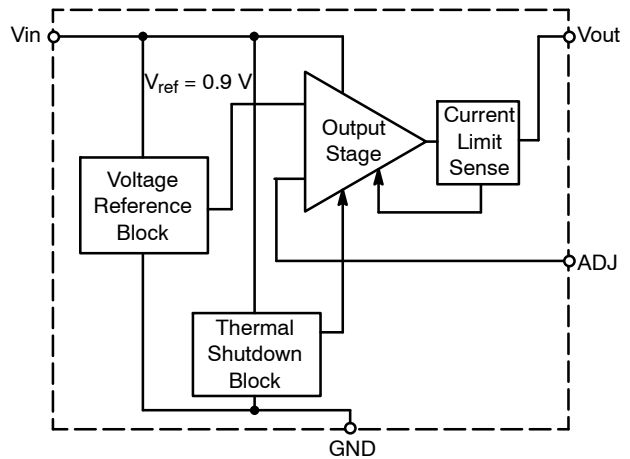 Vin
Vout
Vref = 0.9 V
Output
Stage
Current
Limit
Sense
Voltage
Reference
Block
ADJ
Thermal
Shutdown
Block
GND